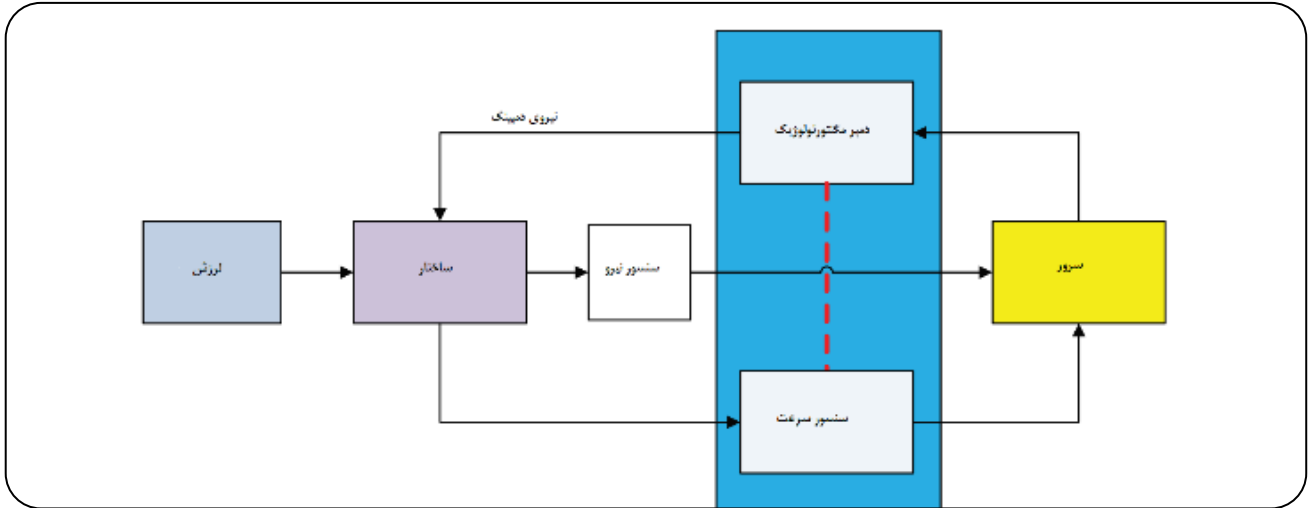 دمپر مگنتورئولوژیک
نیروی دمپینگ
لرزش
ساختار
سنسور نیرو
سرور
سنسور سرعت